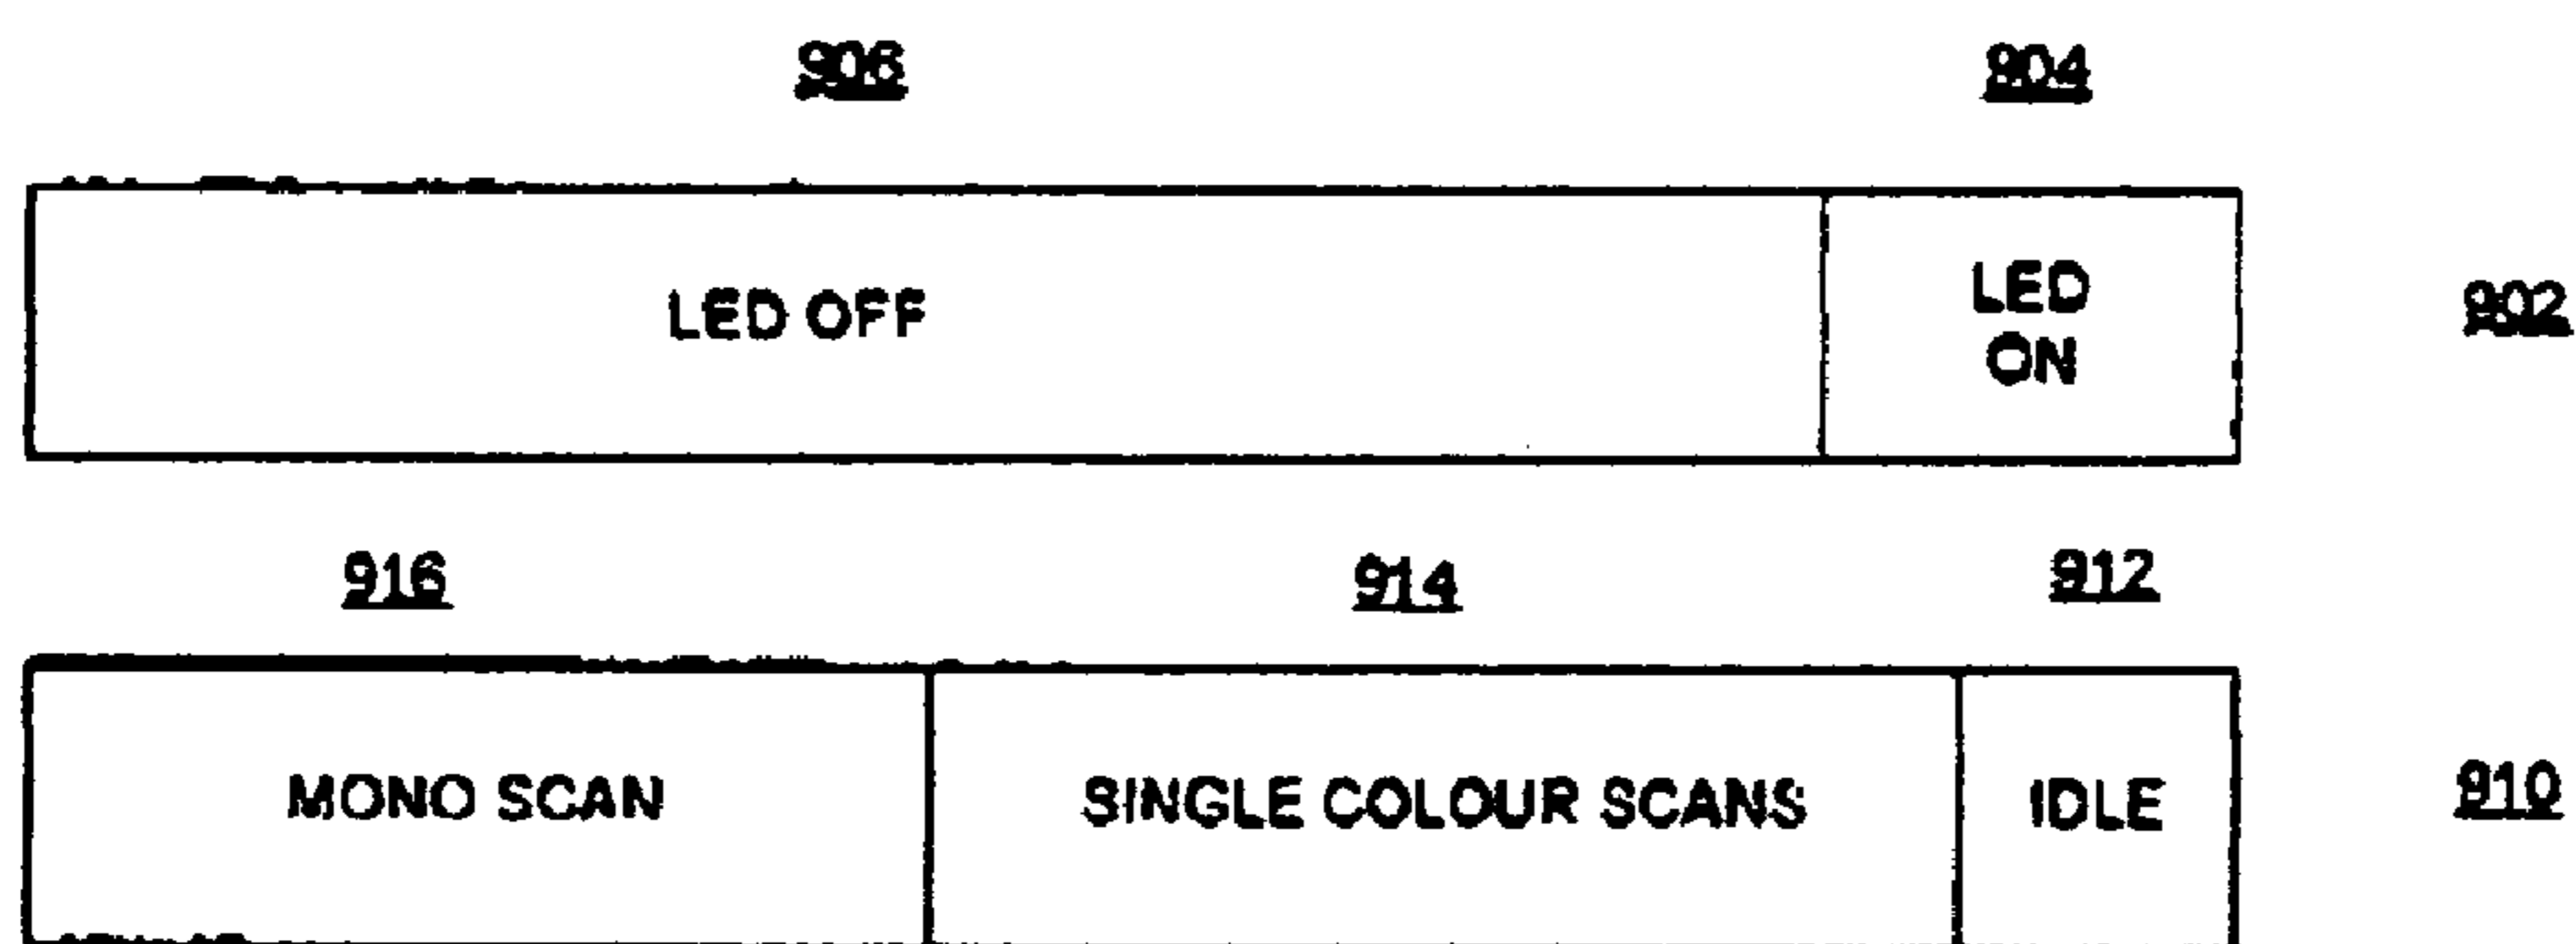 906 904
LED OFF
LED
ON
902
916 914 912
MONO SCAN SINGLE COLOUR SCANS IDLE
910